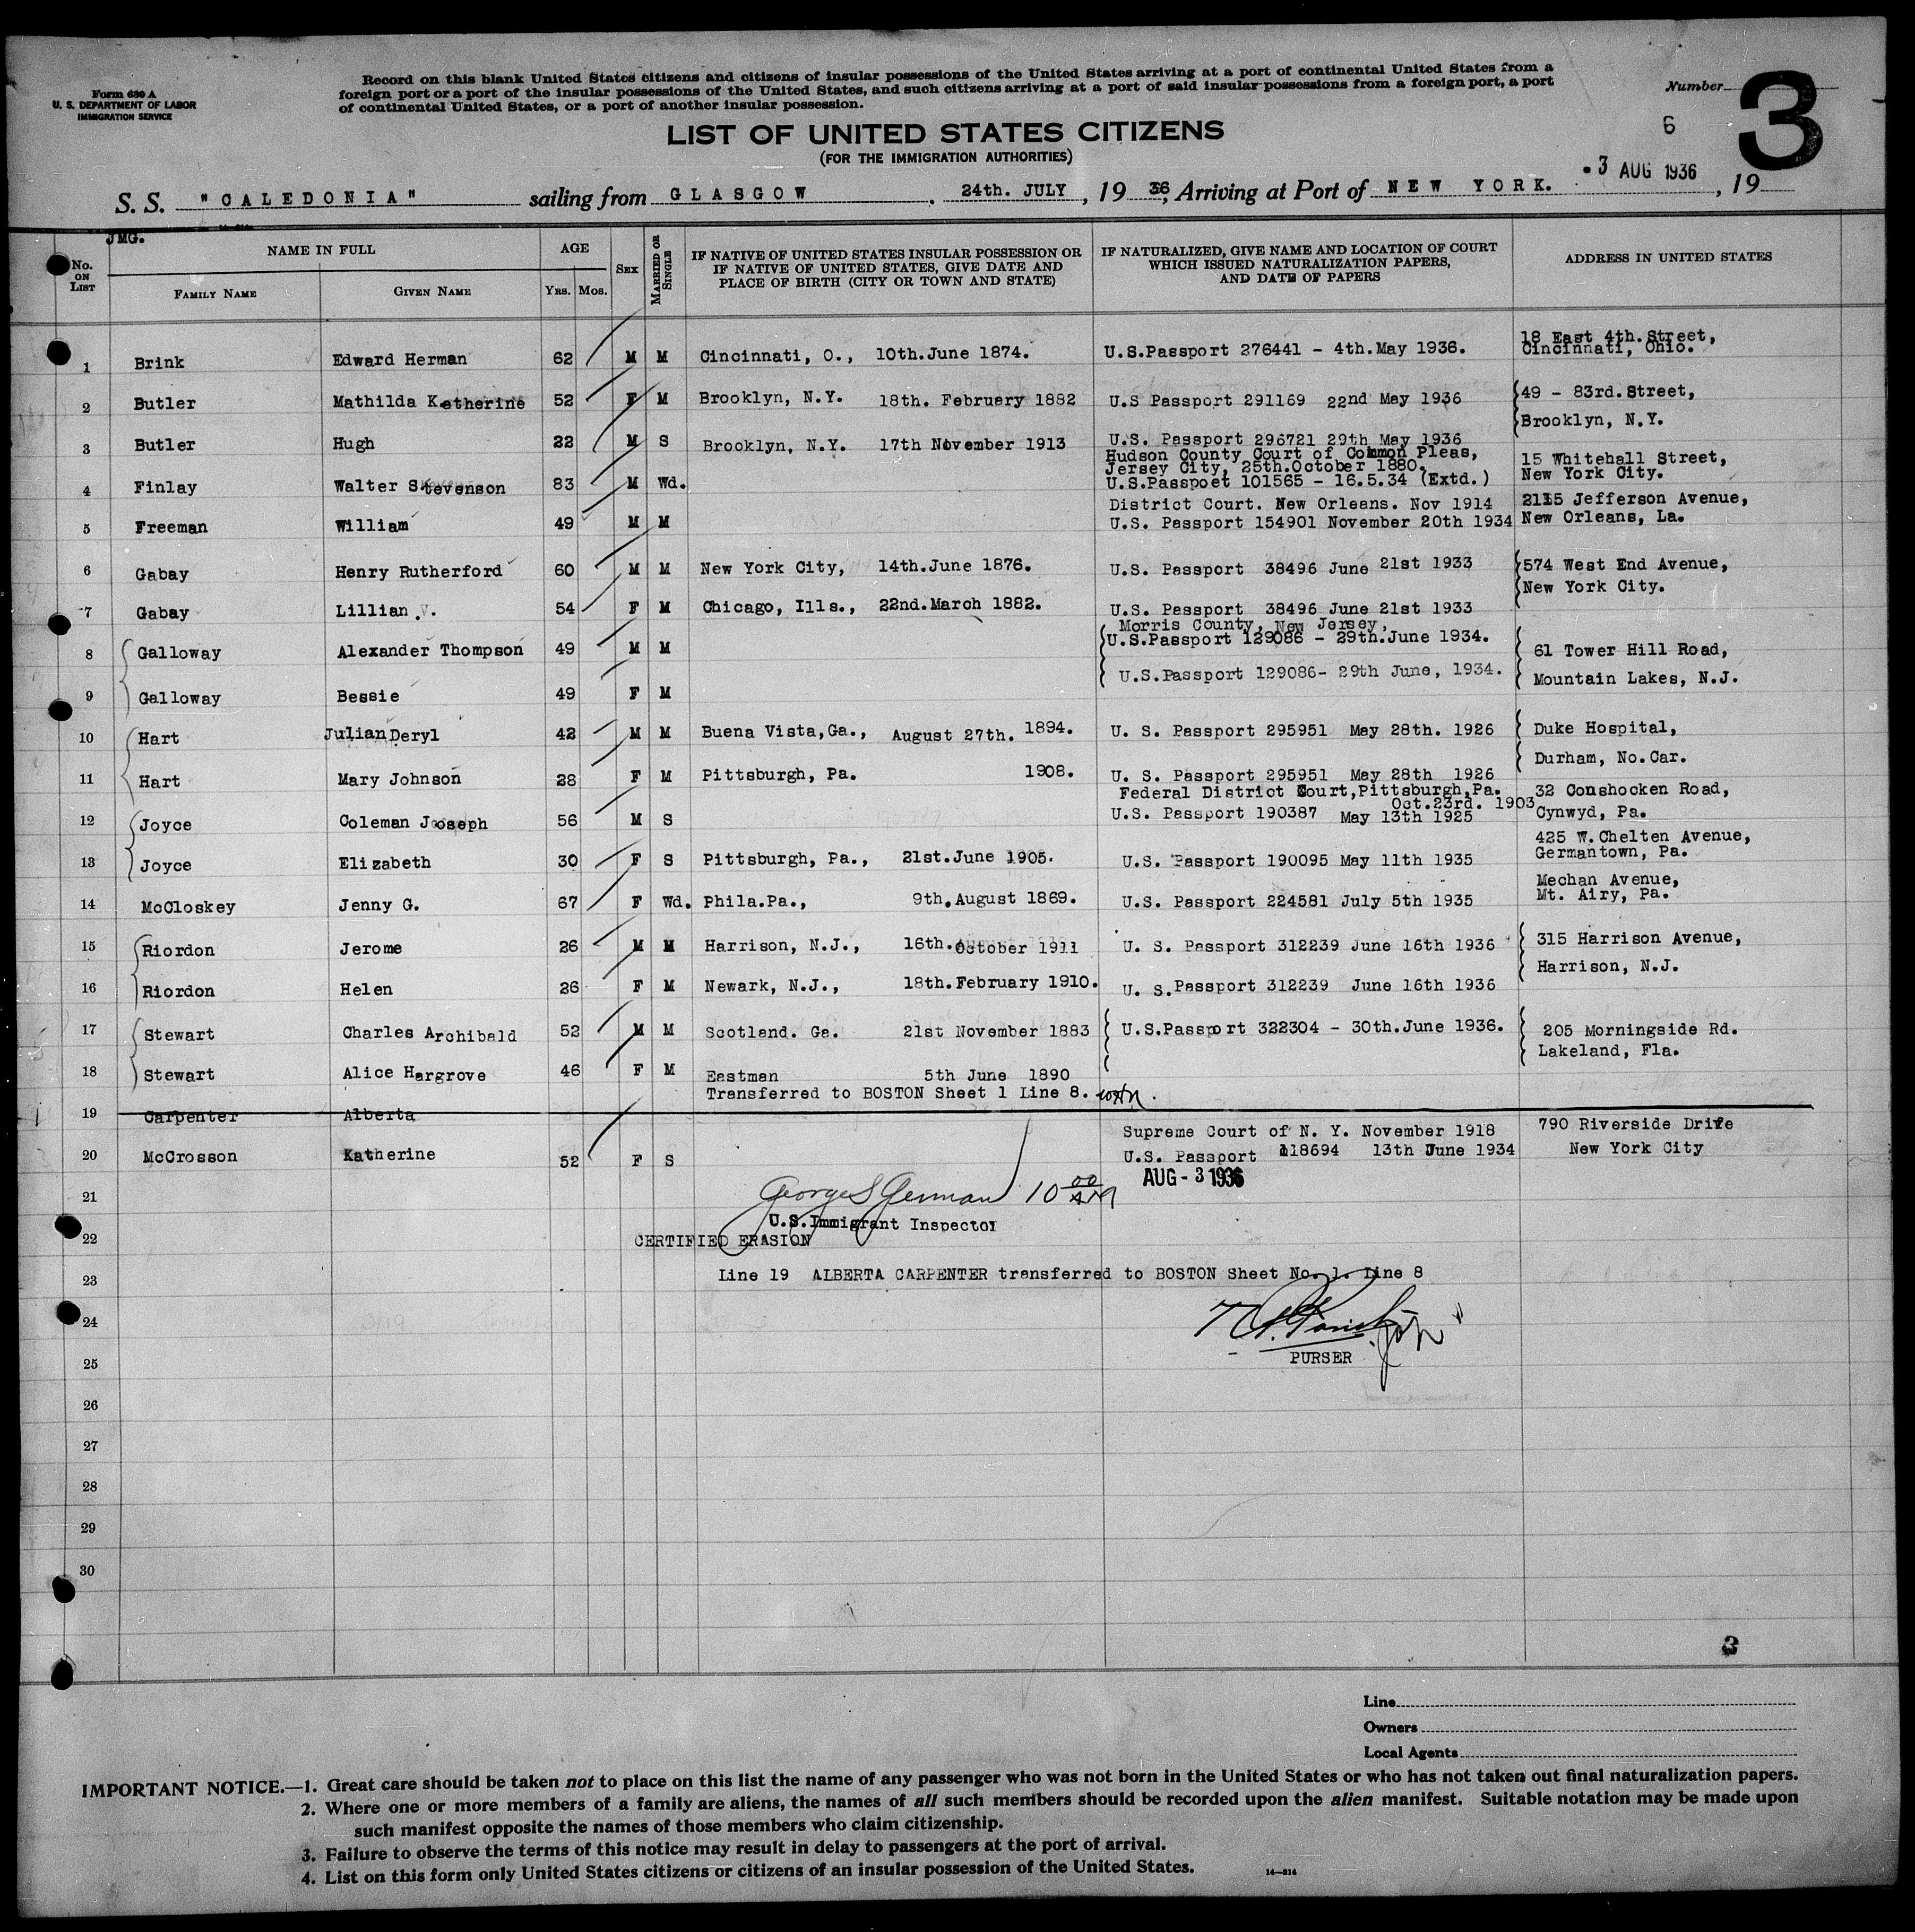 Form 630 A
U. S. DEPARTMENT OF LABOR
IMMIGRATION SERVICE
Record on this blank United States citizens and citizens of insular possessions of the United States arriving at a port of continental United States from a
foreign port or a port of the insular possessions of the United States, and such citizens arriving at a port of said insular possessions from a foreign port, a port
of continental United States, or a port of another insular possession.
Number 3
6
LIST OF UNITED STATES CITIZENS
(FOR THE IMMIGRATION AUTHORITIES)
S. S. "CALEDONIA" sailing from GLASGOW, 24th. JULY, 19 36, Arriving at Port of NEW YORK. 3 AUG 1936, 19
JMG.
No. ON LIST NAME IN FULL FAMILY NAME GIVEN NAME AGE YRS. MOS. SEX MARRIED OR SINGLE IF NATIVE OF UNITED STATES INSULAR POSSESSION OR IF NATIVE OF UNITED STATES, GIVE DATE AND PLACE OF BIRTH (CITY OR TOWN AND STATE) IF NATURALIZED, GIVE NAME AND LOCATION OF COURT WHICH ISSUED NATURALIZATION PAPERS, AND DATE OF PAPERS ADDRESS IN UNITED STATES
1 Brink Edward Herman 62 M M Cincinnati, O., 10th.June 1874. U.S.Passport 276441 - 4th.May 1936. 18 East 4th.Street, Cincinnati, Ohio.
2 Butler Mathilda Katherine 52 F M Brooklyn, N.Y. 18th. February 1882 U.S Passport 291169 22nd May 1936 49 - 83rd.Street,
Brooklyn, N.Y.
3 Butler Hugh 22 M S Brooklyn, N.Y. 17th November 1913 U.S. Passport 296721 29th May 1936
Hudson County Court of Common Pleas,
Jersey City, 25th.October 1880.
4 Finlay Walter Stevenson 83 M Wd. U.S.Passpoet 101565 - 16.5.34 (Extd.) 15 Whitehall Street, New York City.
District Court. New Orleans. Nov 1914
5 Freeman William 49 M M U.S. Passport 154901 November 20th 1934 2115 Jefferson Avenue, New Orleans, La.
6 Gabay Henry Rutherford 60 M M New York City, 14th.June 1876. U.S. Passport 38496 June 21st 1933 574 West End Avenue,
New York City.
7 Gabay Lillian V. 54 F M Chicago, Ills., 22nd.March 1882. U.S. Passport 38496 June 21st 1933
Morris County, New Jersey,
8 Galloway Alexander Thompson 49 M M U.S.Passport 129086 - 29th.June 1934. 61 Tower Hill Road,
9 Galloway Bessie 49 F M U.S.Passport 129086- 29th June, 1934. Mountain Lakes, N.J.
10 Hart Julian Deryl 42 M M Buena Vista,Ga., August 27th. 1894. U. S. Passport 295951 May 28th. 1926 Duke Hospital,
Durham, No.Car.
11 Hart Mary Johnson 28 F M Pittsburgh, Pa. 1908. U. S. Passport 295951 May 28th 1926
Federal District Court,Pittsburgh,Pa.
Oct.23rd. 1903
12 Joyce Coleman Joseph 56 M S U.S. Passport 190387 May 13th 1925 32 Conshocken Road, Cynwyd, Pa.
13 Joyce Elizabeth 30 F S Pittsburgh, Pa., 21st.June 1905. U.S. Passport 190095 May 11th 1935 425 W.Chelten Avenue, Germantown, Pa.
14 McCloskey Jenny G. 67 F Wd. Phila.Pa., 9th.August 1869. U.S. Passport 224581 July 5th 1935 Mechan Avenue, Mt. Airy, Pa.
15 Riordon Jerome 26 M M Harrison, N.J., 16th. October 1911 U. S. Passport 312239 June 16th 1936 315 Harrison Avenue,
Harrison, N.J.
16 Riordon Helen 26 F M Newark, N.J., 18th.February 1910. U. S.Passport 312239 June 16th 1936
17 Stewart Charles Archibald 52 M M Scotland. Ga. 21st November 1883 U.S.Passport 322304 - 30th.June 1936. 205 Morningside Rd.
Lakeland, Fla.
18 Stewart Alice Hargrove 46 F M Eastman 5th June 1890
Transferred to BOSTON Sheet 1 Line 8.
19 Carpenter Alberta
Supreme Court of N. Y. November 1918 790 Riverside Drive
20 McCrosson Katherine 52 F S U.S. Passport 118694 13th June 1934 New York City
AUG - 3 1936
21 George S German 10 00 AM
U.S.Immigrant Inspector
22 CERTIFIED ERASION
23 Line 19 ALBERTA CARPENTER transferred to BOSTON Sheet No. 1. Line 8
24
PURSER
25
26
27
28
29
30
3
Line
Owners
Local Agents
IMPORTANT NOTICE.—1. Great care should be taken not to place on this list the name of any passenger who was not born in the United States or who has not taken out final naturalization papers.
2. Where one or more members of a family are aliens, the names of all such members should be recorded upon the alien manifest. Suitable notation may be made upon
such manifest opposite the names of those members who claim citizenship.
3. Failure to observe the terms of this notice may result in delay to passengers at the port of arrival.
4. List on this form only United States citizens or citizens of an insular possession of the United States.
14—814